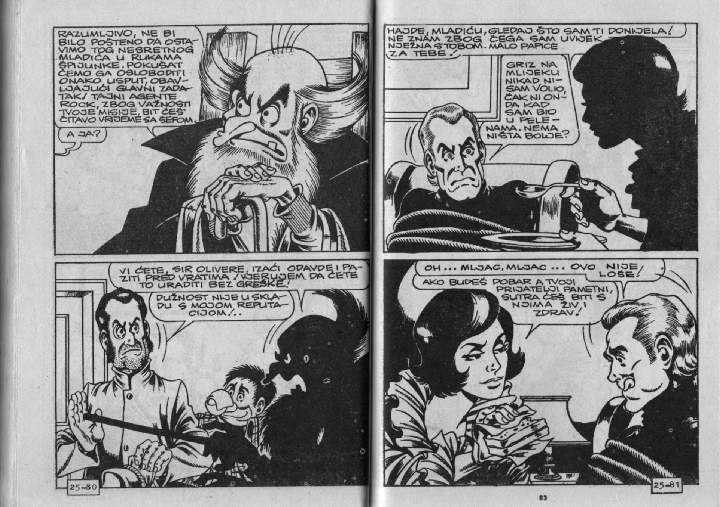 RAZUMLJIVO, NE BI
BILO POŠTENO DA OSTA-
VIMO TOG NESRETNOG
MLADIĆA U RUKAMA
ŠPIJUNKE. POKUŠAT
ĆEMO GA OSLOBODITI
ONAKO USPUT, OBAV-
LJAJUĆI GLAVNI ZADA-
TAK! TAJNI AGENTE
ROCK, ZBOG VAŽNOSTI
TVOJE MISIJE, BIT ĆEŠ
ČITAVO VRIJEME SA ŠEFOM.
A JA?
VI ĆETE, SIR OLIVERE, IZAĆI ODAVDE I PA-
ZITI PRED VRATIMA! VJERUJEM DA ĆETE
TO URADITI BEZ GREŠKE!
DUŽNOST NIJE U SKLA-
DU S MOJOM REPUTA-
CIJOM!..
25-80
HAJDE, MLADIĆU, GLEDAJ ŠTO SAM TI DONIJELA!
NE ZNAM ZBOG ČEGA SAM UVIJEK
NJEŽNA S TOBOM. MALO PAPICE
ZA TEBE!
GRIZ NA
MLIJEKU
NIKAD NI-
SAM VOLIO,
ČAK NI ON-
DA KAD
SAM BIO
U PELE-
NAMA. NEMA
NIŠTA BOLJE?
OH... MLJAC, MLJAC... OVO NIJE
LOŠE!
AKO BUDEŠ DOBAR A TVOJI
PRIJATELJI PAMETNI,
SUTRA ĆEŠ BITI S
NJIMA ŽIV I
ZDRAV!
83
25-81